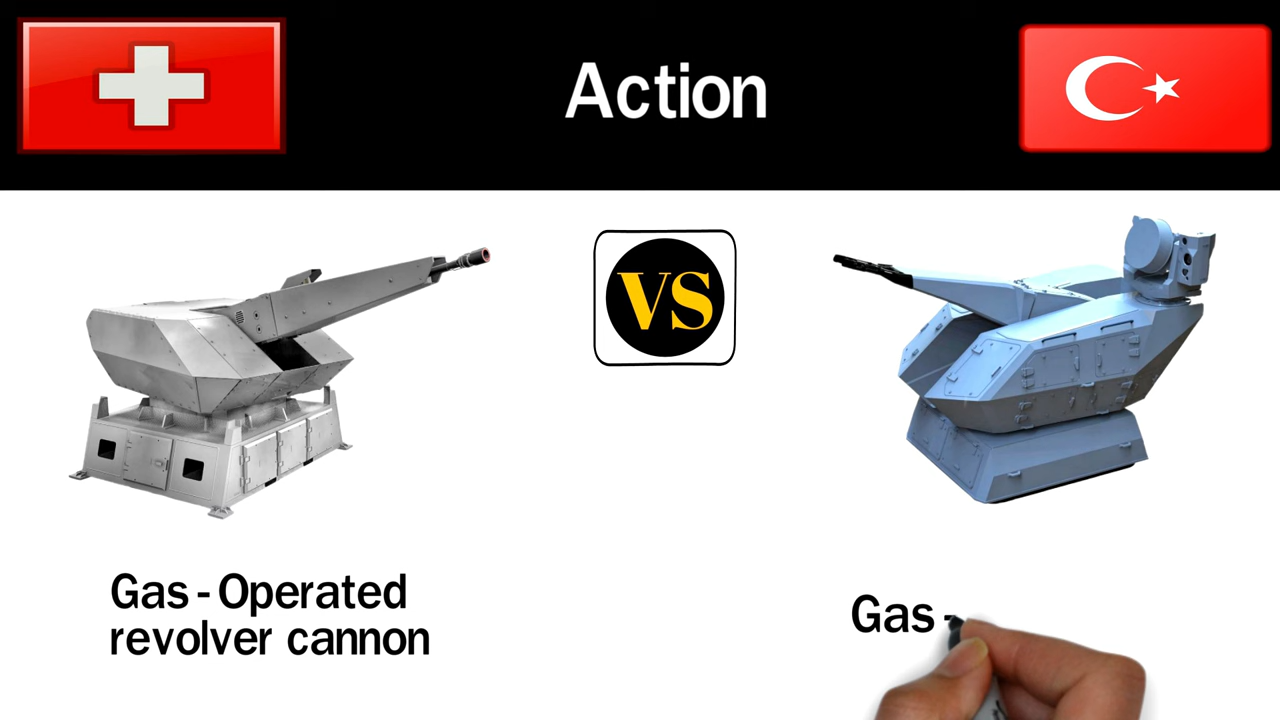 Action
VS
Gas - Operated
revolver cannon
Gas -